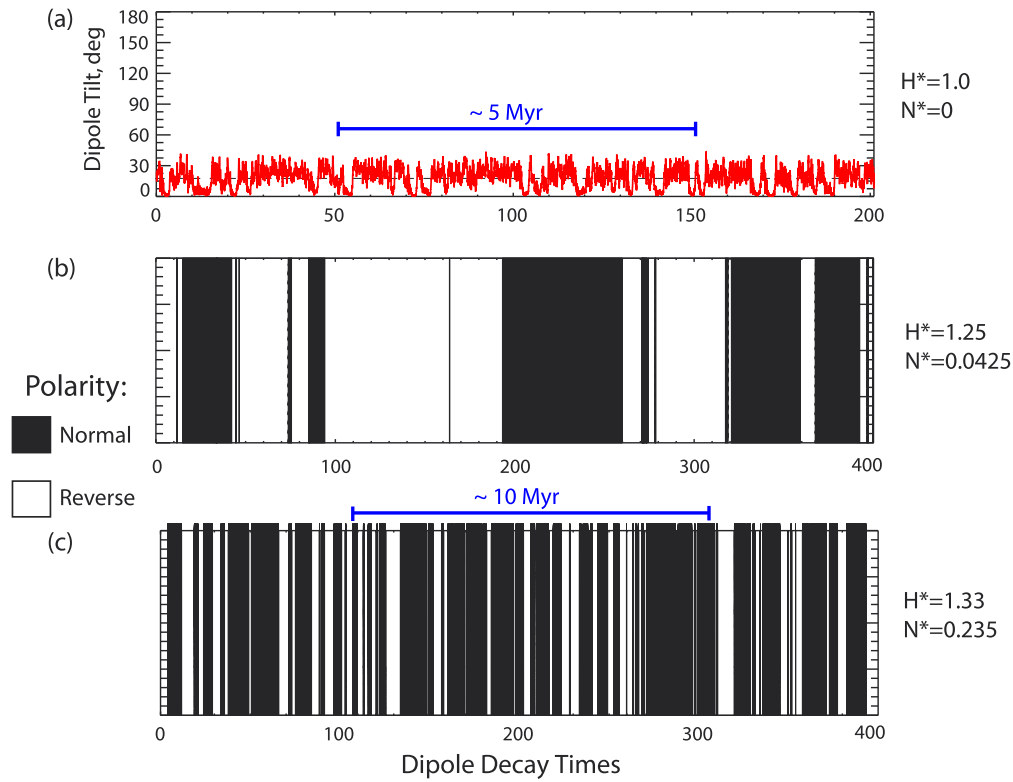 (a)
Dipole Tilt, deg
180
150
120
90
60
30
0
~ 5 Myr
H*=1.0
N*=0
0 50 100 150 200
(b)
H*=1.25
N*=0.0425
Polarity:
Normal
Reverse
0 100 200 300 400
~ 10 Myr
(c)
H*=1.33
N*=0.235
0 100 200 300 400
Dipole Decay Times